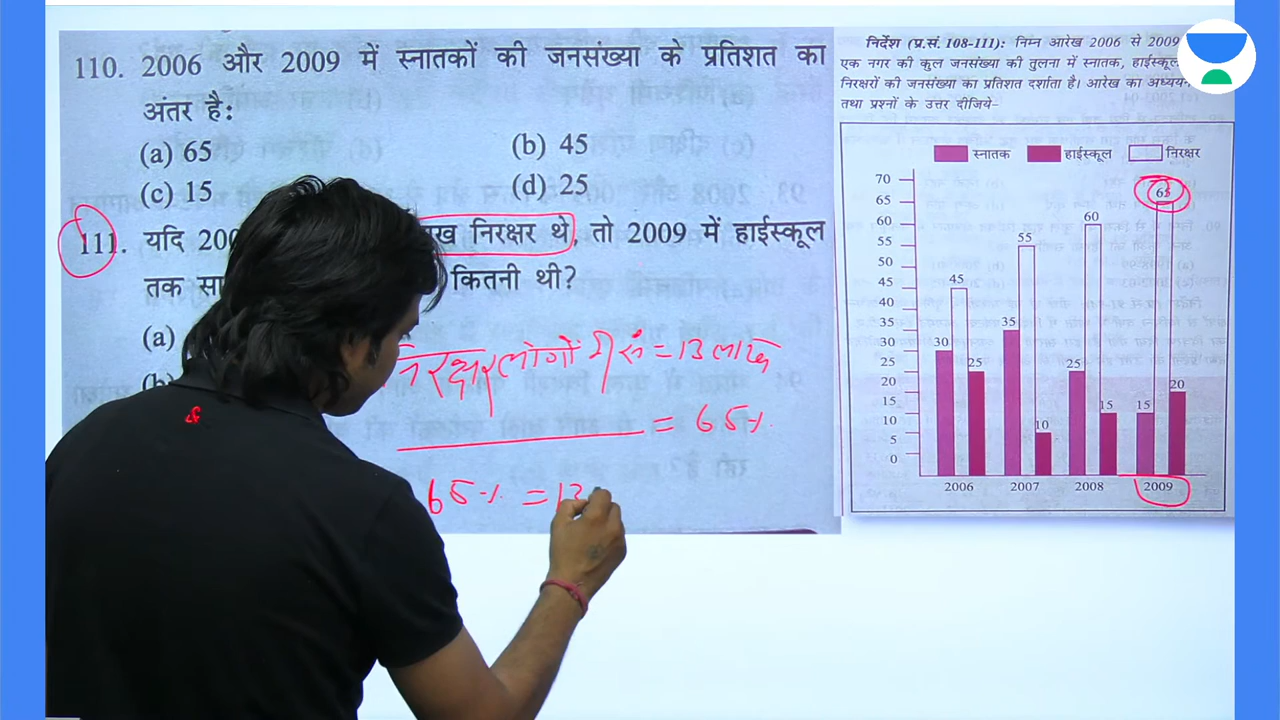 110. 2006 और 2009 में स्नातकों की जनसंख्या के प्रतिशत का
अंतर है:
(a) 65
(b) 45
(c) 15
(d) 25
111. यदि 200
निरक्षर थे, तो 2009 में हाईस्कूल
तक
कितनी थी?
(a)
निरक्षर लोगों की सं = 13 लाख
= 65%
65% = 13
निर्देश (प्र.सं. 108-111): निम्न आरेख 2006 से 2009
एक नगर की कुल जनसंख्या की तुलना में स्नातक, हाईस्कूल
निरक्षरों की जनसंख्या का प्रतिशत दर्शाता है। आरेख का अध्ययन
तथा प्रश्नों के उत्तर दीजिये–
स्नातक हाईस्कूल निरक्षर
70
65
60
55
50
45
40
35
30
25
20
15
10
5
0
30 45 25
35 55 10
25 60 15
15 65 20
2006 2007 2008 2009